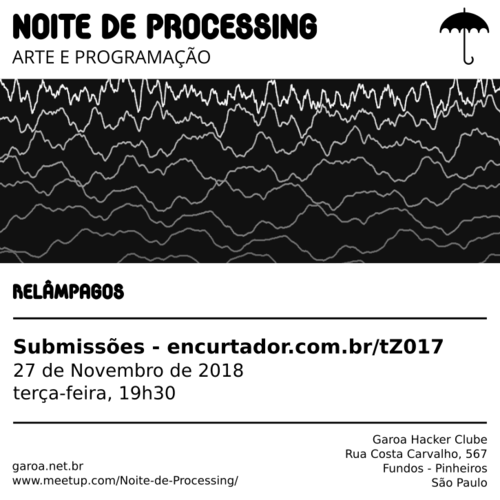 NOITE DE PROCESSING
ARTE E PROGRAMAÇÃO
RELÂMPAGOS
Submissões - encurtador.com.br/tZ017
27 de Novembro de 2018
terça-feira, 19h30
garoa.net.br
www.meetup.com/Noite-de-Processing/
Garoa Hacker Clube
Rua Costa Carvalho, 567
Fundos - Pinheiros
São Paulo